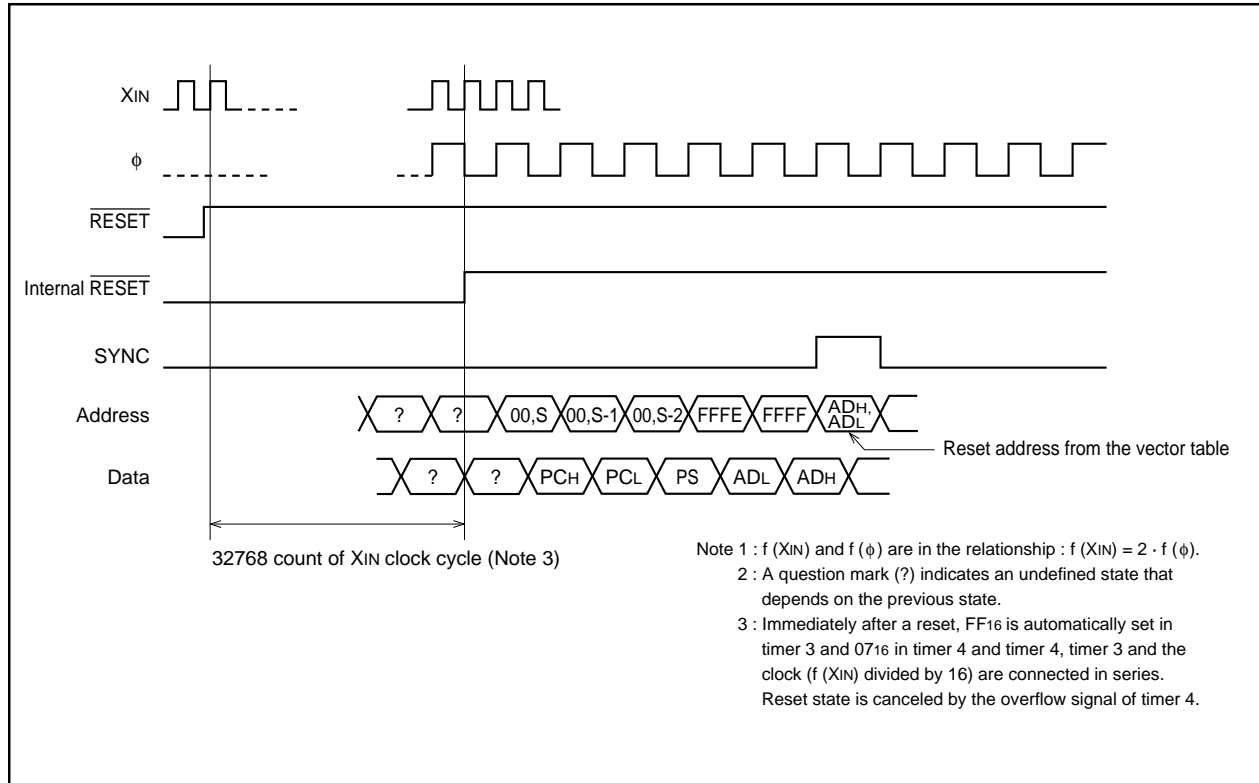 XIN
ϕ
RESET
Internal RESET
SYNC
Address ? ? 00,S 00,S-1 00,S-2 FFFE FFFF ADH, ADL
Reset address from the vector table
Data ? ? PCH PCL PS ADL ADH
32768 count of XIN clock cycle (Note 3)
Note 1 : f (XIN) and f (ϕ) are in the relationship : f (XIN) = 2 · f (ϕ).
2 : A question mark (?) indicates an undefined state that
depends on the previous state.
3 : Immediately after a reset, FF16 is automatically set in
timer 3 and 0716 in timer 4 and timer 4, timer 3 and the
clock (f (XIN) divided by 16) are connected in series.
Reset state is canceled by the overflow signal of timer 4.